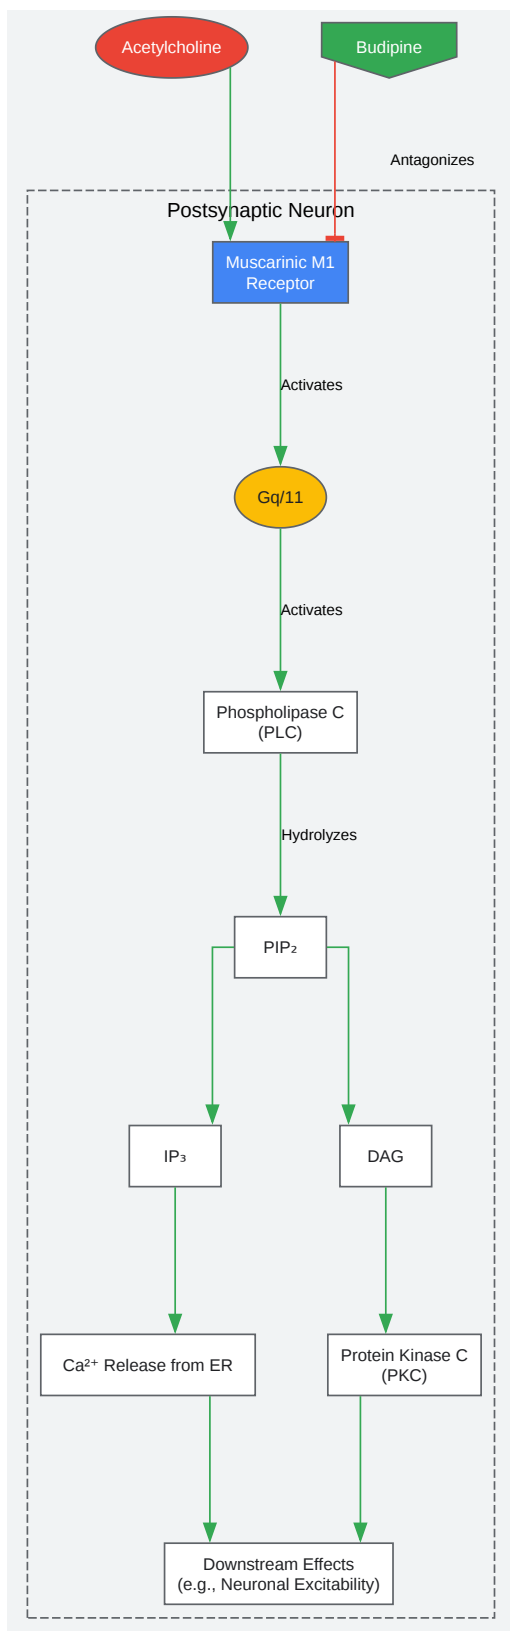 Acetylcholine
Budipine
Antagonizes
Postsynaptic Neuron
Muscarinic M1
Receptor
Activates
Gq/11
Activates
Phospholipase C
(PLC)
Hydrolyzes
PIP₂
IP₃
DAG
Ca²⁺ Release from ER
Protein Kinase C
(PKC)
Downstream Effects
(e.g., Neuronal Excitability)